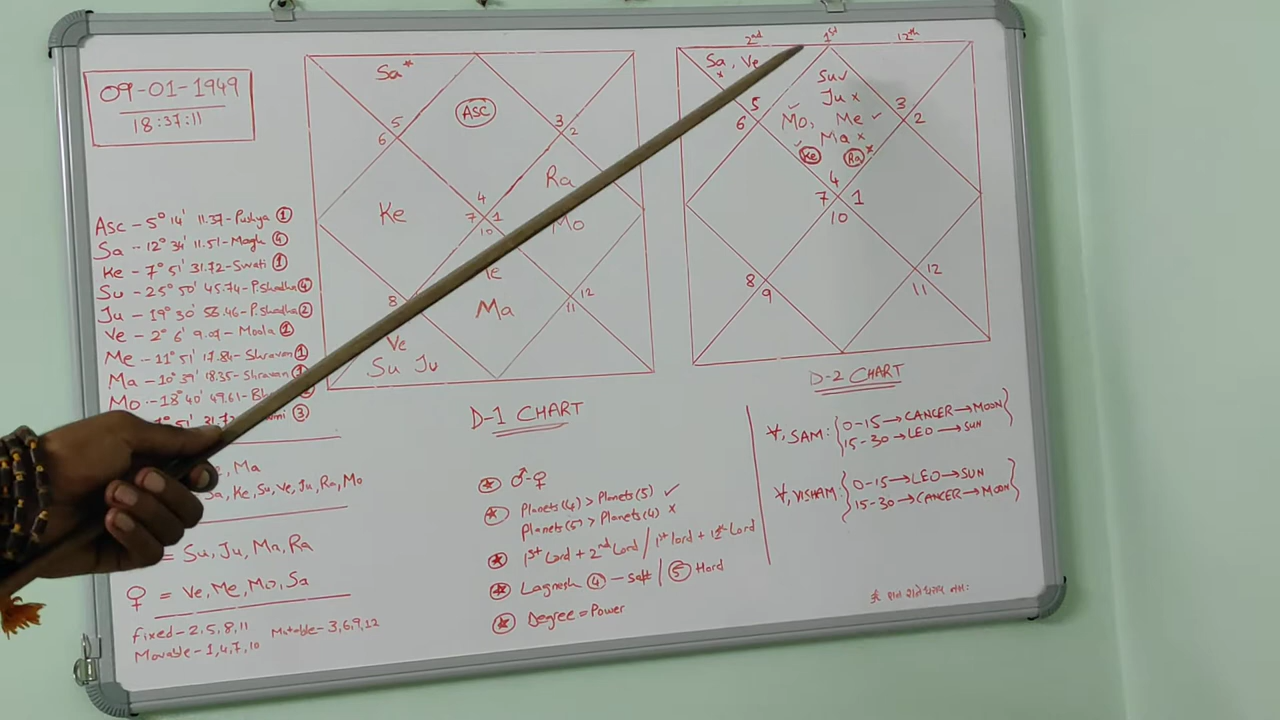 09-01-1949
18:37:11
Asc - 5° 14' 11.37 - Pushya ①
Sa - 12° 34' 11.51 - Magh ④
Ke - 7° 51' 31.72 - Swati ①
Su - 25° 50' 45.74 - P.Shadha ④
Ju - 19° 30' 56.46 - P.Shadha ②
Ve - 2° 6' 9.07 - Moola ①
Me - 11° 51' 17.84 - Shravan ①
Ma - 10° 39' 18.35 - Shravan ①
Mo - 18° 40' 49.61 -
③
, Ma
Sa, Ke, Su, Ve, Ju, Ra, Mo
= Su, Ju, Ma, Ra
♀ = Ve, Me, Mo, Sa
Fixed - 2, 5, 8, 11
Mutable - 3,6,9,12
Movable - 1,4,7,10
Sa*
Asc
5
6
3
2
Ke
Ra
4
7 1
10
Mo
8
Ma
12
11
Ve
Su Ju
D-1 CHART
♂-♀
Planets(4) > Planets(5) ✓
Planets(5) > Planets(4) ×
1st Lord + 2nd Lord / 1st lord + 12th Lord
Lagnesh ④ - Soft / ⑤ Hard
Degree = Power
2nd 1st 12th
Sa*, Ve
Su✓
Ju ×
5
6
3
2
Mo, Me ✓
Ma ×
Ke Ra*
4
7 1
10
8
9
12
11
D-2 CHART
∀, SAM: {0-15 → CANCER → MOON}
{15-30 → LEO → SUN}
∀, VISHAM: {0-15 → LEO → SUN}
{15-30 → CANCER → MOON}